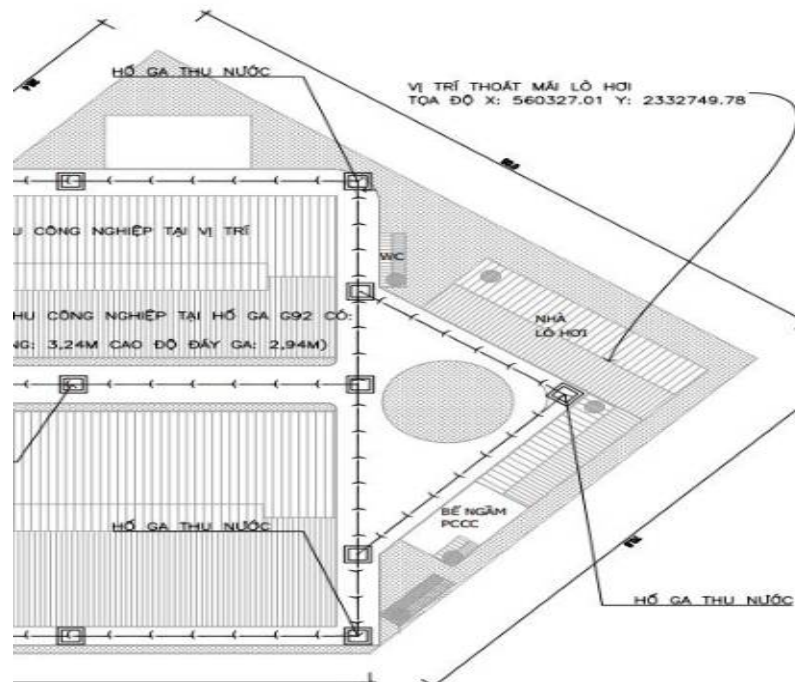 HỐ GA THU NƯỚC
VỊ TRÍ THOÁT MÁI LÒ HƠI
TỌA ĐỘ X: 560327.01 Y: 2332749.78
CÔNG NGHIỆP TẠI VỊ TRÍ
WC
HU CÔNG NGHIỆP TẠI HỐ GA G92 CÓ:
NG: 3,24M CAO ĐỘ ĐẤY GA: 2,94M)
NHÀ
LÒ HƠI
BỂ NGẦM
PCCC
HỐ GA THU NƯỚC
HỐ GA THU NƯỚC